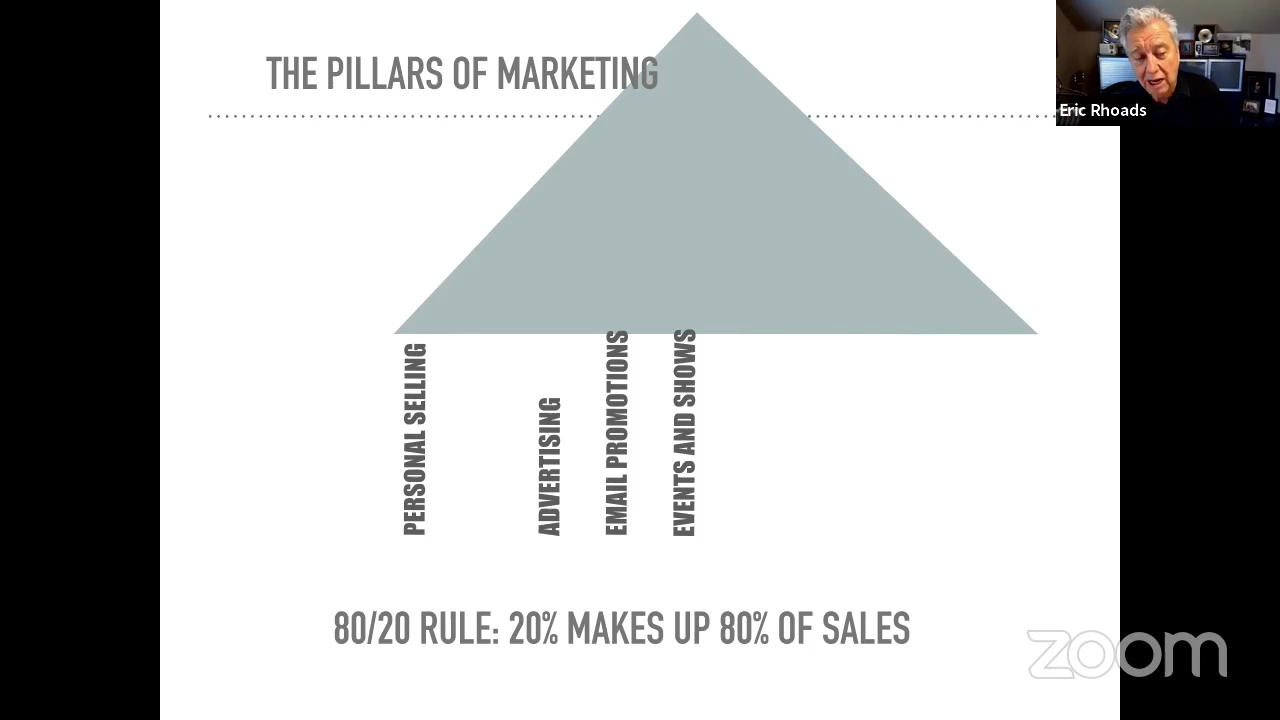 THE PILLARS OF MARKETING
Eric Rhoads
PERSONAL SELLING
ADVERTISING
EMAIL PROMOTIONS
EVENTS AND SHOWS
80/20 RULE: 20% MAKES UP 80% OF SALES
zoom